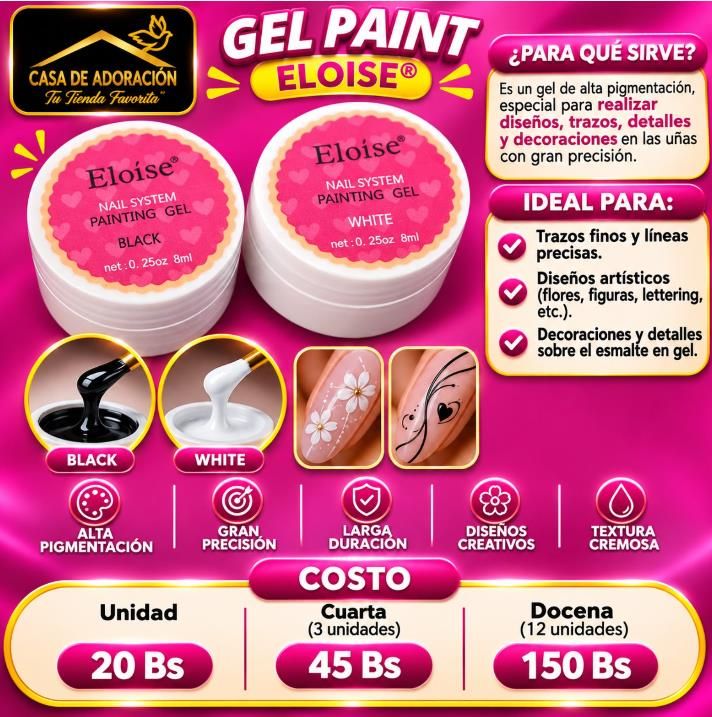 CASA DE ADORACIÓN
Tu Tienda Favorita"
GEL PAINT
ELOISE®
¿PARA QUÉ SIRVE?
Es un gel de alta pigmentación,
especial para realizar
diseños, trazos, detalles
y decoraciones en las uñas
con gran precisión.
IDEAL PARA:
Trazos finos y líneas
precisas.
Diseños artísticos
(flores, figuras, lettering,
etc.).
Decoraciones y detalles
sobre el esmalte en gel.
Eloise®
NAIL SYSTEM
PAINTING GEL
BLACK
net:0.25oz 8ml
Eloise®
NAIL SYSTEM
PAINTING GEL
WHITE
net:0.25oz 8ml
BLACK
WHITE
ALTA
PIGMENTACIÓN
GRAN
PRECISIÓN
LARGA
DURACIÓN
DISEÑOS
CREATIVOS
TEXTURA
CREMOSA
COSTO
Unidad
20 Bs
Cuarta
(3 unidades)
45 Bs
Docena
(12 unidades)
150 Bs